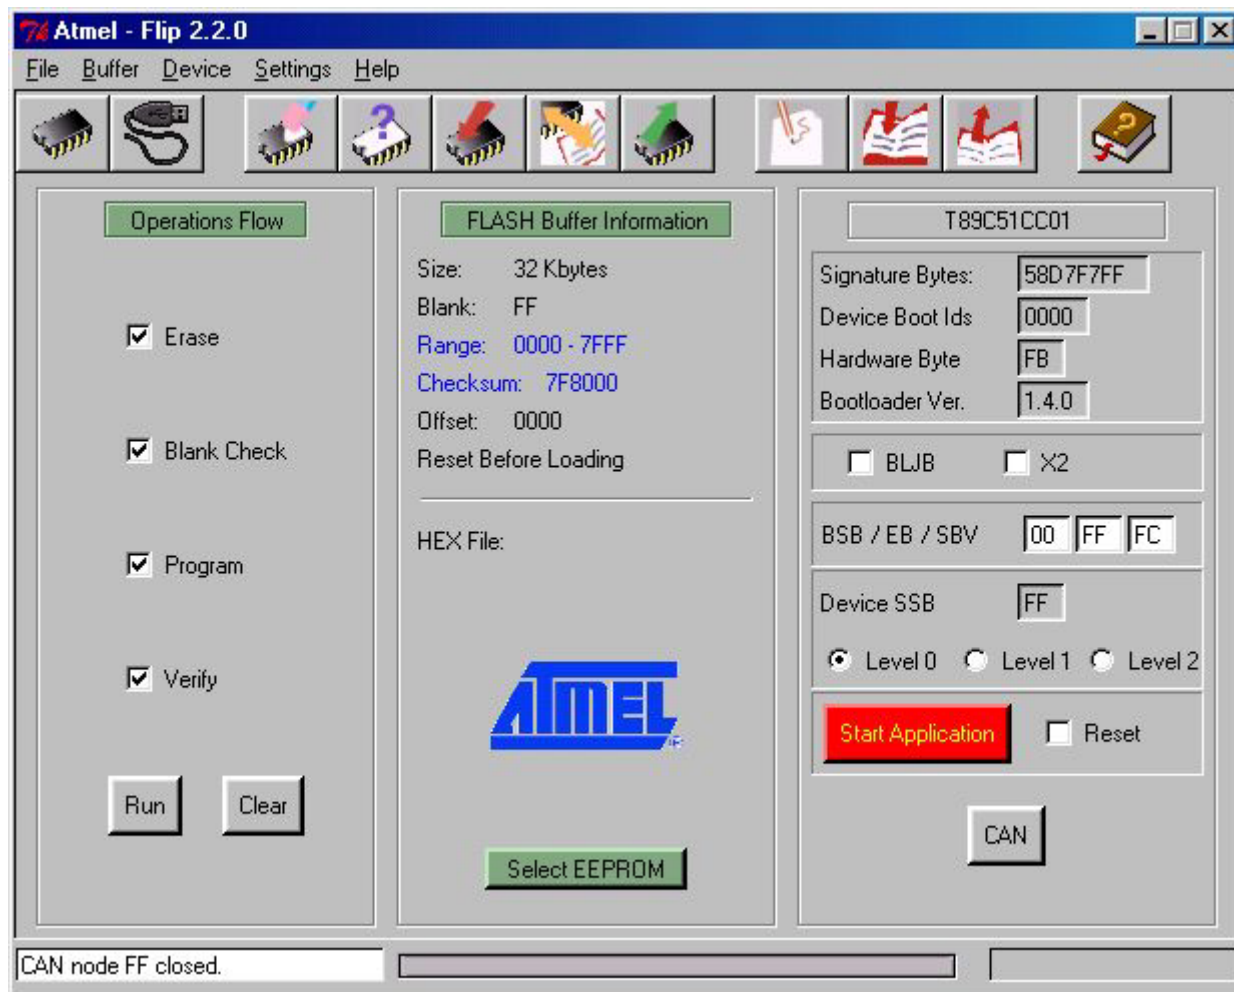 Atmel - Flip 2.2.0
File Buffer Device Settings Help
Operations Flow
Erase
Blank Check
Program
Verify
Run Clear
FLASH Buffer Information
Size: 32 Kbytes
Blank: FF
Range: 0000 - 7FFF
Checksum: 7F8000
Offset: 0000
Reset Before Loading
HEX File:
ATMEL
Select EEPROM
T89C51CC01
Signature Bytes: 58D7F7FF
Device Boot Ids 0000
Hardware Byte FB
Bootloader Ver. 1.4.0
BLJB X2
BSB / EB / SBV 00 FF FC
Device SSB FF
Level 0 Level 1 Level 2
Start Application Reset
CAN
CAN node FF closed.